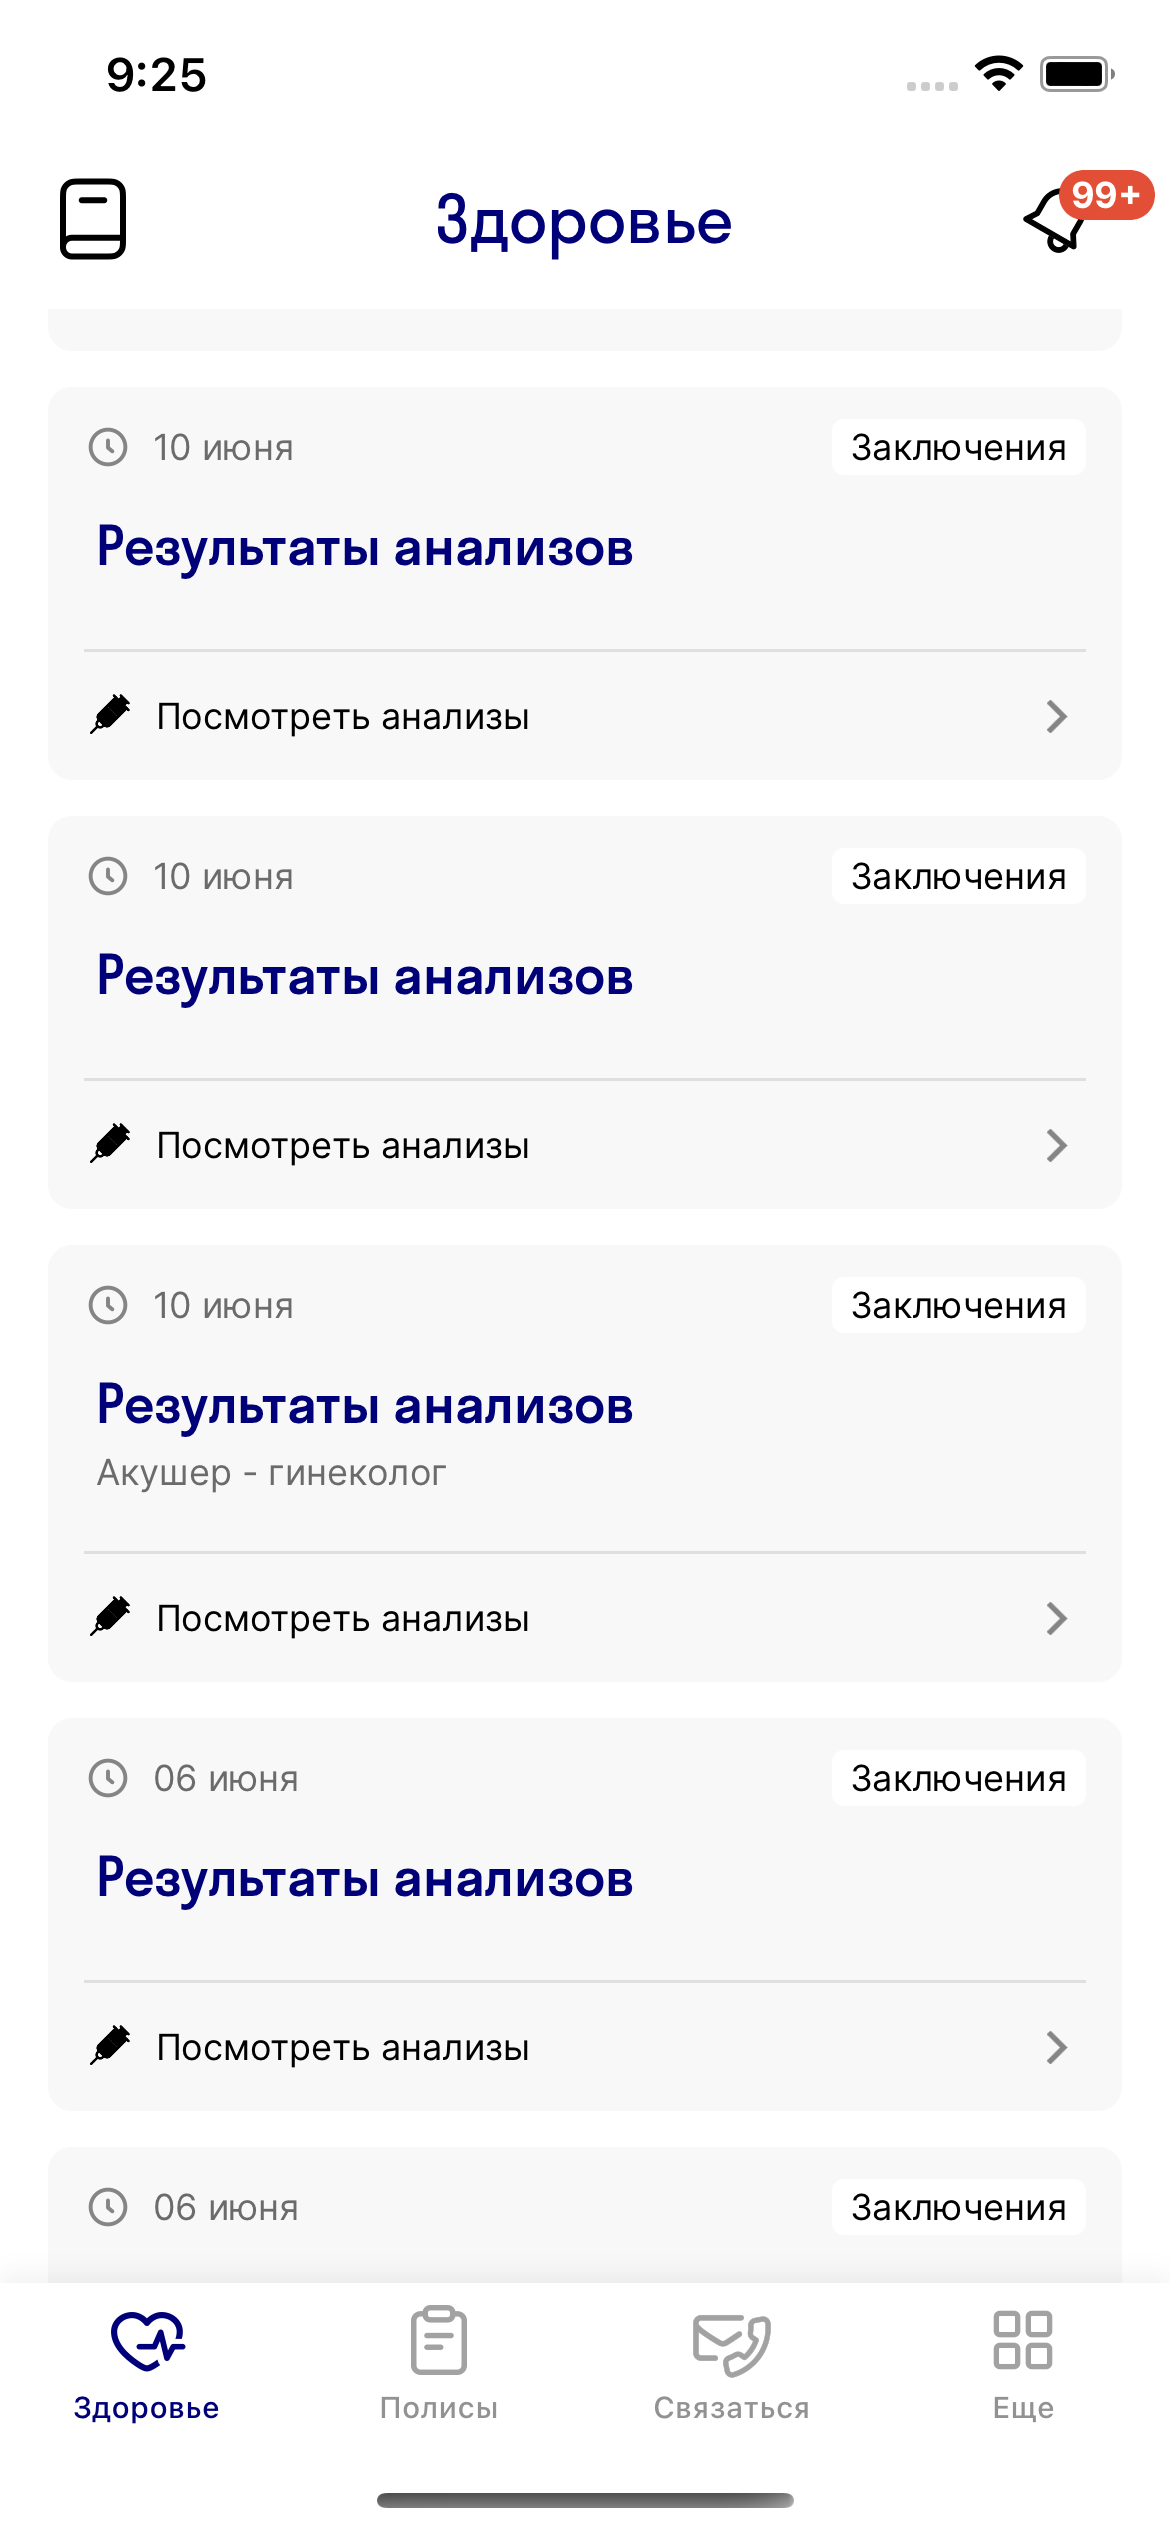 9:25
Здоровье
99+
10 июня
Заключения
Результаты анализов
Посмотреть анализы
10 июня
Заключения
Результаты анализов
Посмотреть анализы
10 июня
Заключения
Результаты анализов
Акушер - гинеколог
Посмотреть анализы
06 июня
Заключения
Результаты анализов
Посмотреть анализы
06 июня
Заключения
Здоровье
Полисы
Связаться
Еще